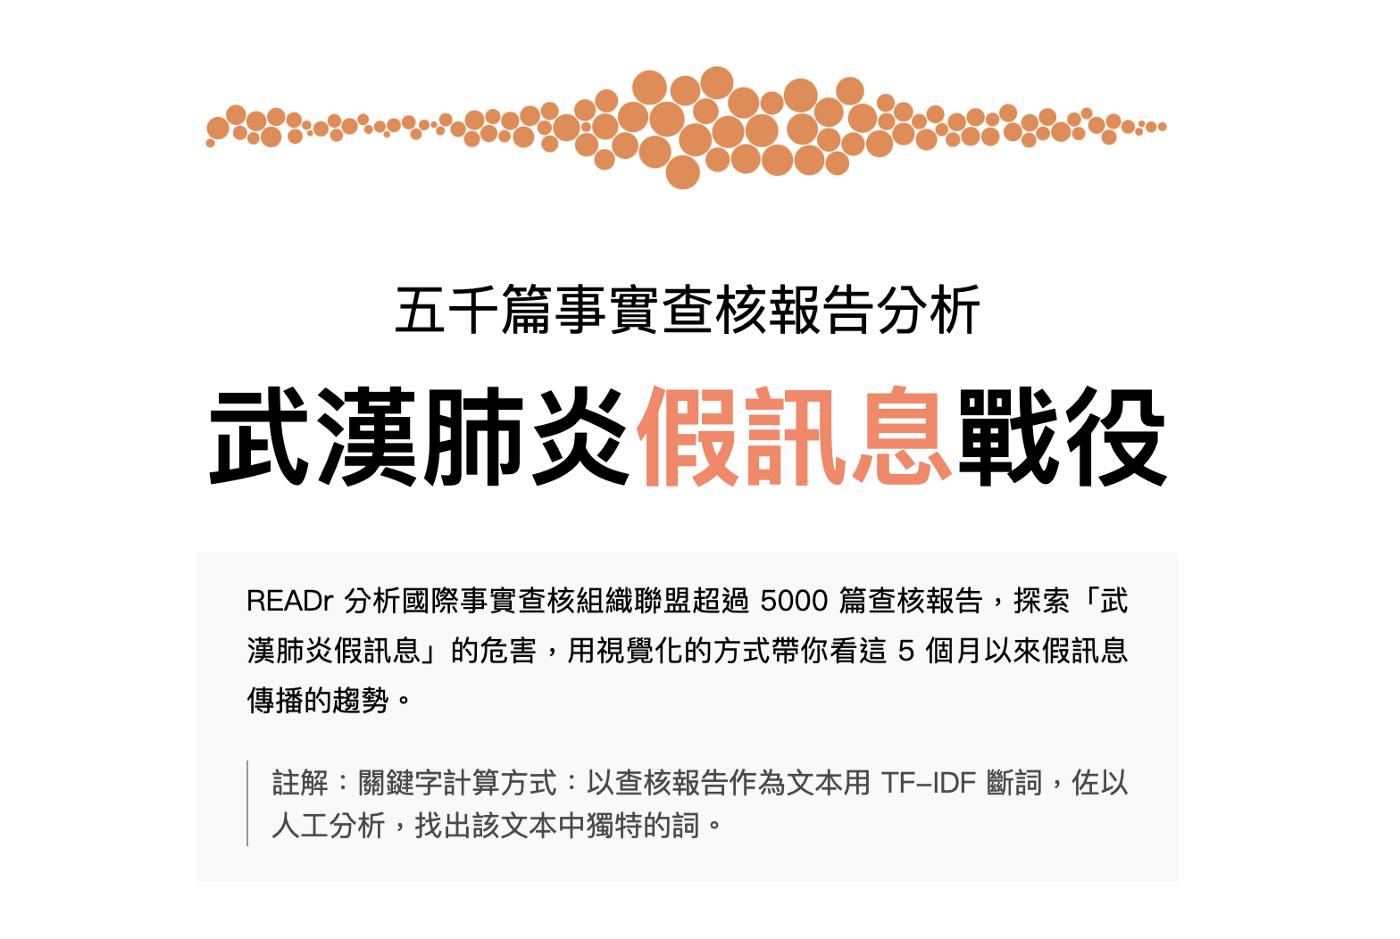 五千篇事實查核報告分析
武漢肺炎假訊息戰役
READr 分析國際事實查核組織聯盟超過 5000 篇查核報告，探索「武
漢肺炎假訊息」的危害，用視覺化的方式帶你看這 5 個月以來假訊息
傳播的趨勢。
註解：關鍵字計算方式：以查核報告作為文本用 TF-IDF 斷詞，佐以
人工分析，找出該文本中獨特的詞。